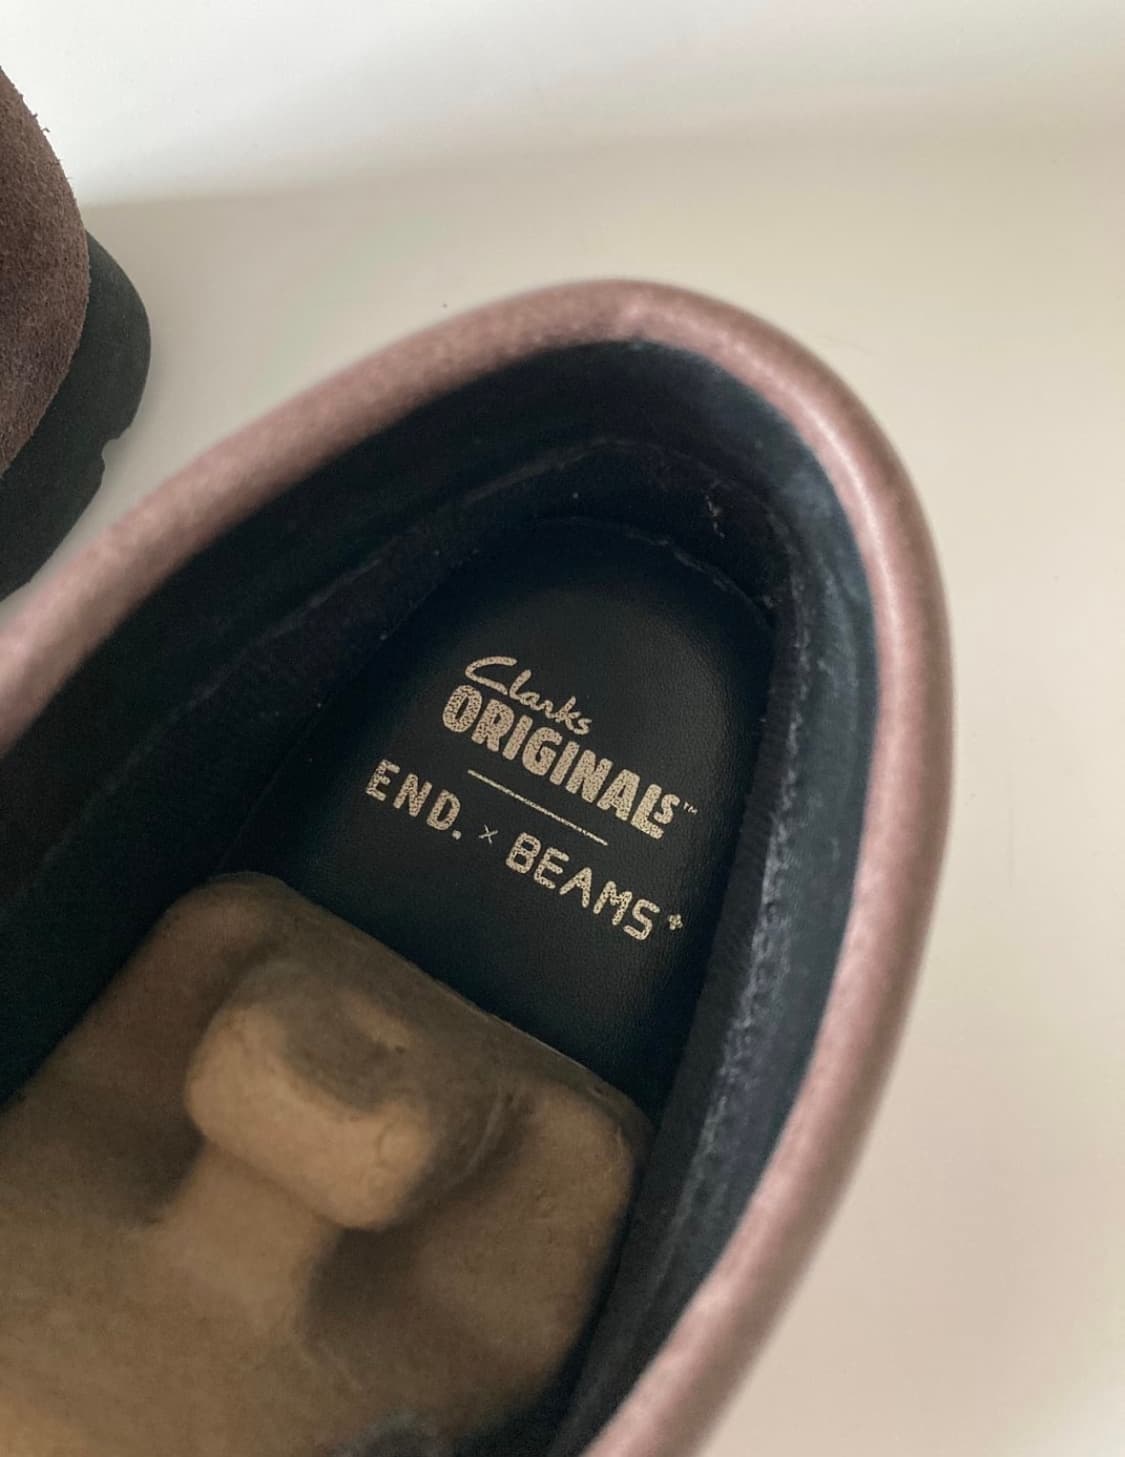 Clarks
ORIGINALS™
END. × BEAMS+